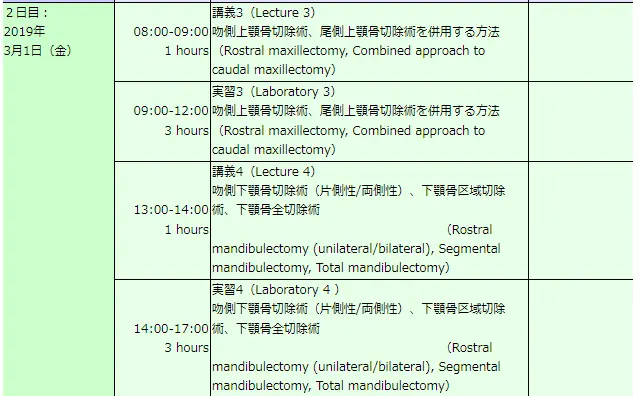 ２日目：
2019年
3月1日（金）
08:00-09:00
1 hours
講義3（Lecture 3）
吻側上顎骨切除術、尾側上顎骨切除術を併用する方法
（Rostral maxillectomy, Combined approach to
caudal maxillectomy）
09:00-12:00
3 hours
実習3（Laboratory 3）
吻側上顎骨切除術、尾側上顎骨切除術を併用する方法
（Rostral maxillectomy, Combined approach to
caudal maxillectomy）
13:00-14:00
1 hours
講義4（Lecture 4）
吻側下顎骨切除術（片側性/両側性）、下顎骨区域切除
術、下顎骨全切除術
（Rostral
mandibulectomy (unilateral/bilateral), Segmental
mandibulectomy, Total mandibulectomy）
14:00-17:00
3 hours
実習4（Laboratory 4 ）
吻側下顎骨切除術（片側性/両側性）、下顎骨区域切除
術、下顎骨全切除術
（Rostral
mandibulectomy (unilateral/bilateral), Segmental
mandibulectomy, Total mandibulectomy）